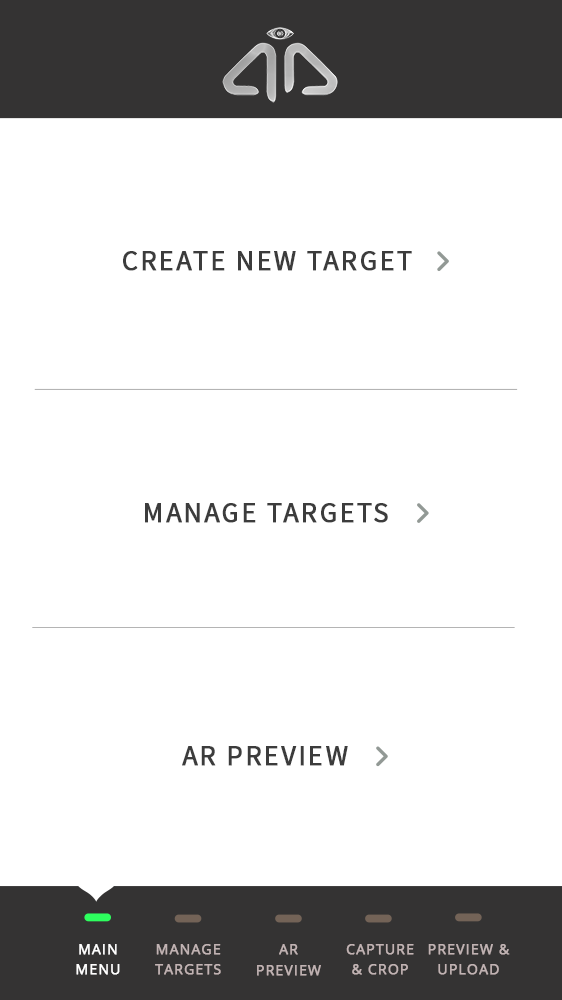 CREATE NEW TARGET
MANAGE TARGETS
AR PREVIEW
MAIN
MENU
MANAGE
TARGETS
AR
PREVIEW
CAPTURE
& CROP
PREVIEW &
UPLOAD